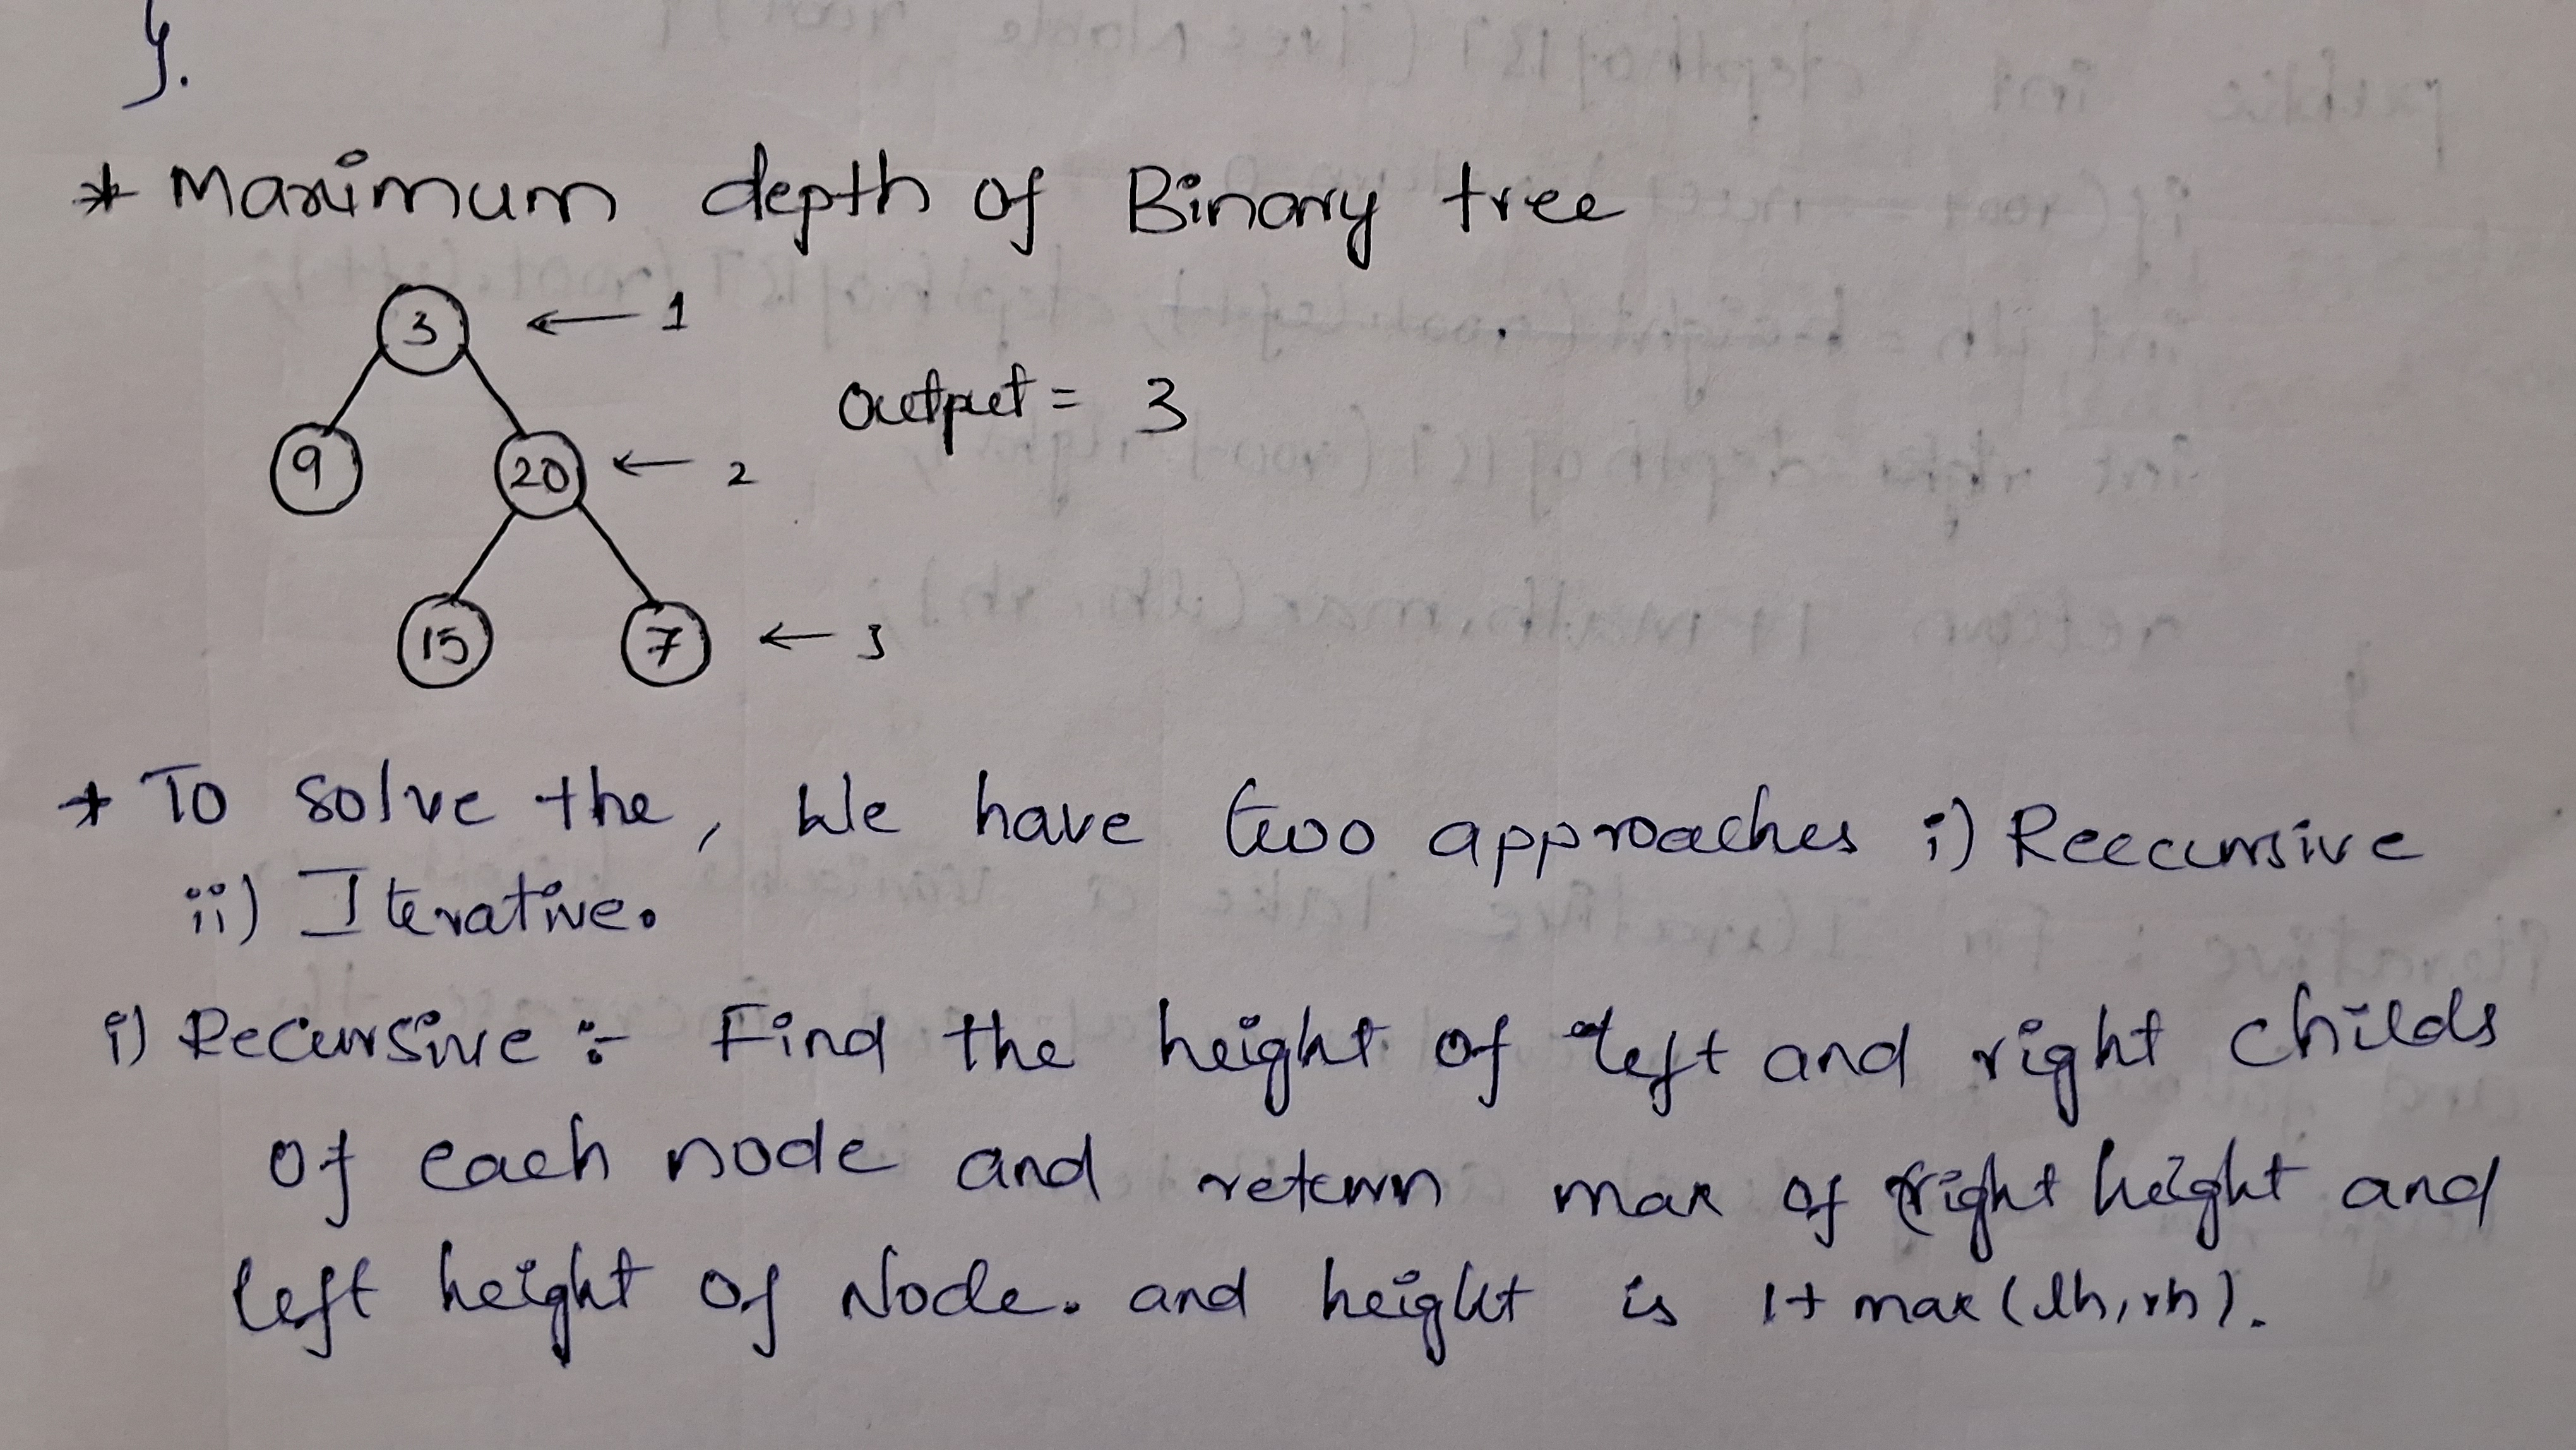 }.
* Maximum depth of Binary tree
3 ← 1
9 20 ← 2
output = 3
15 7 ← 3
* To solve the, We have two approaches i) Recursive
ii) Iterative.
i) Recursive :- Find the height of left and right childs
of each node and return max of right height and
left height of Node. and height is 1+ max(lh,rh).